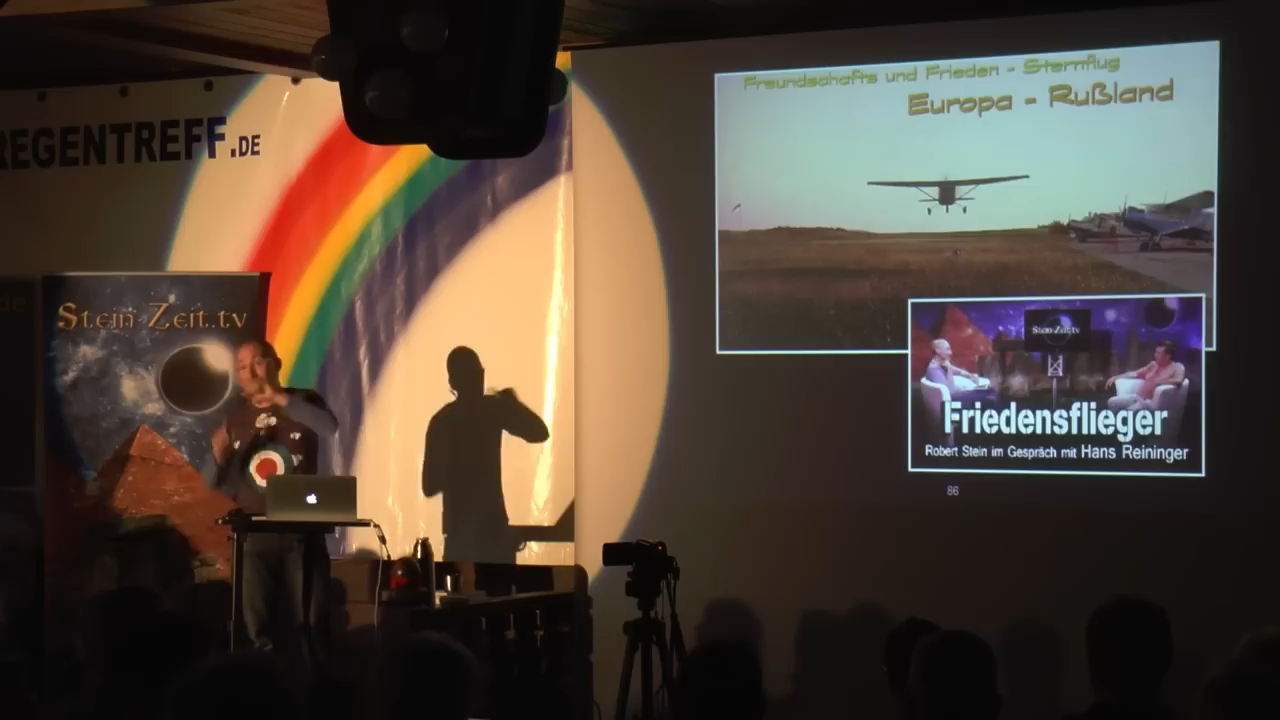 REGENTREFF.DE
Stein-Zeit.tv
Freundschafts und Frieden - Sternflug
Europa - Rußland
Stein-Zeit.tv
Friedensflieger
Robert Stein im Gespräch mit Hans Reininger
86